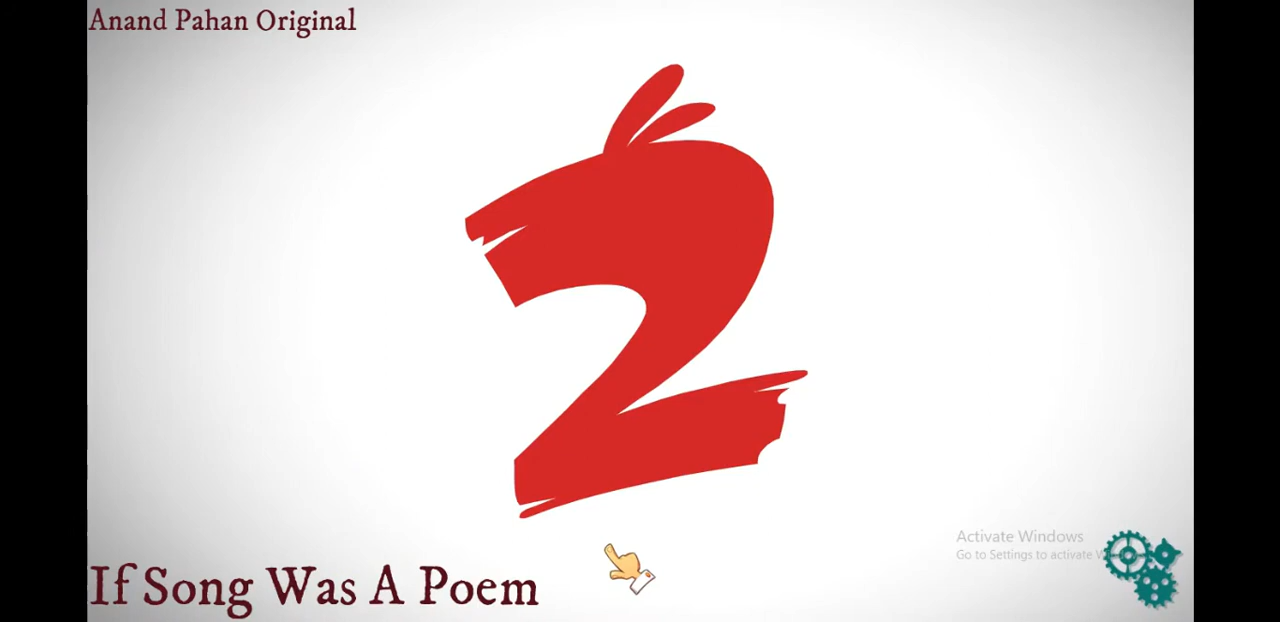 Anand Pahan Original
2
If Song Was A Poem
Activate Windows
Go to Settings to activate